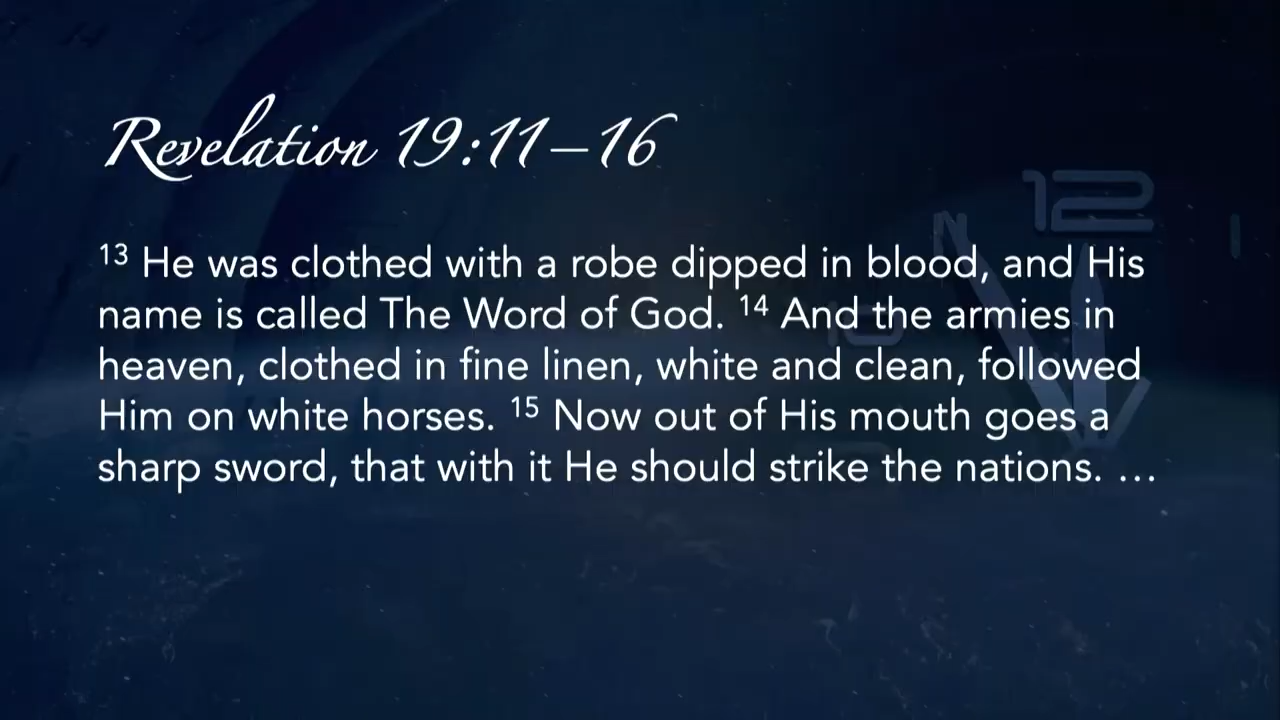 Revelation 19:11–16
12
N
13 He was clothed with a robe dipped in blood, and His
name is called The Word of God. 14 And the armies in
heaven, clothed in fine linen, white and clean, followed
Him on white horses. 15 Now out of His mouth goes a
sharp sword, that with it He should strike the nations. …